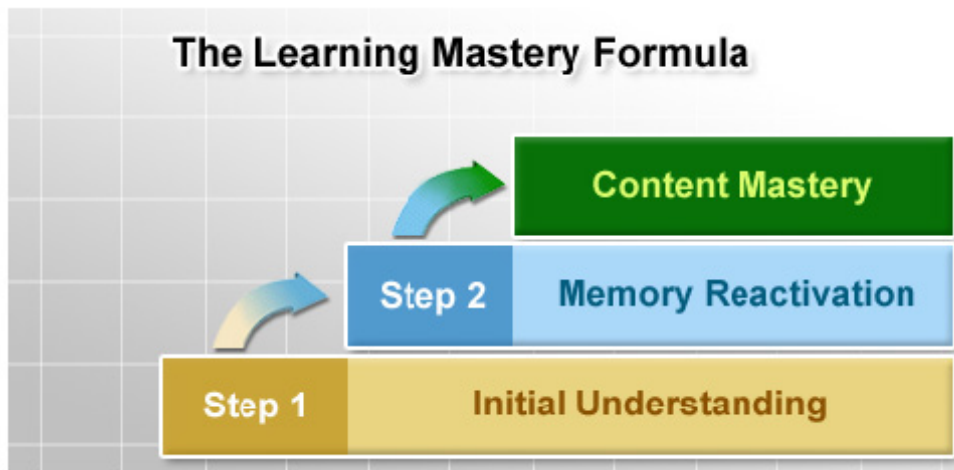 The Learning Mastery Formula
Content Mastery
Step 2 Memory Reactivation
Step 1 Initial Understanding